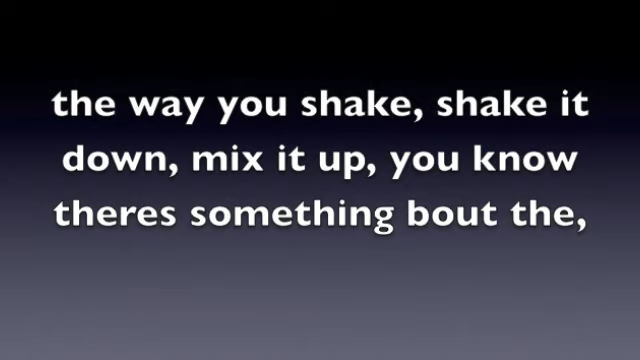 the way you shake, shake it
down, mix it up, you know
theres something bout the,